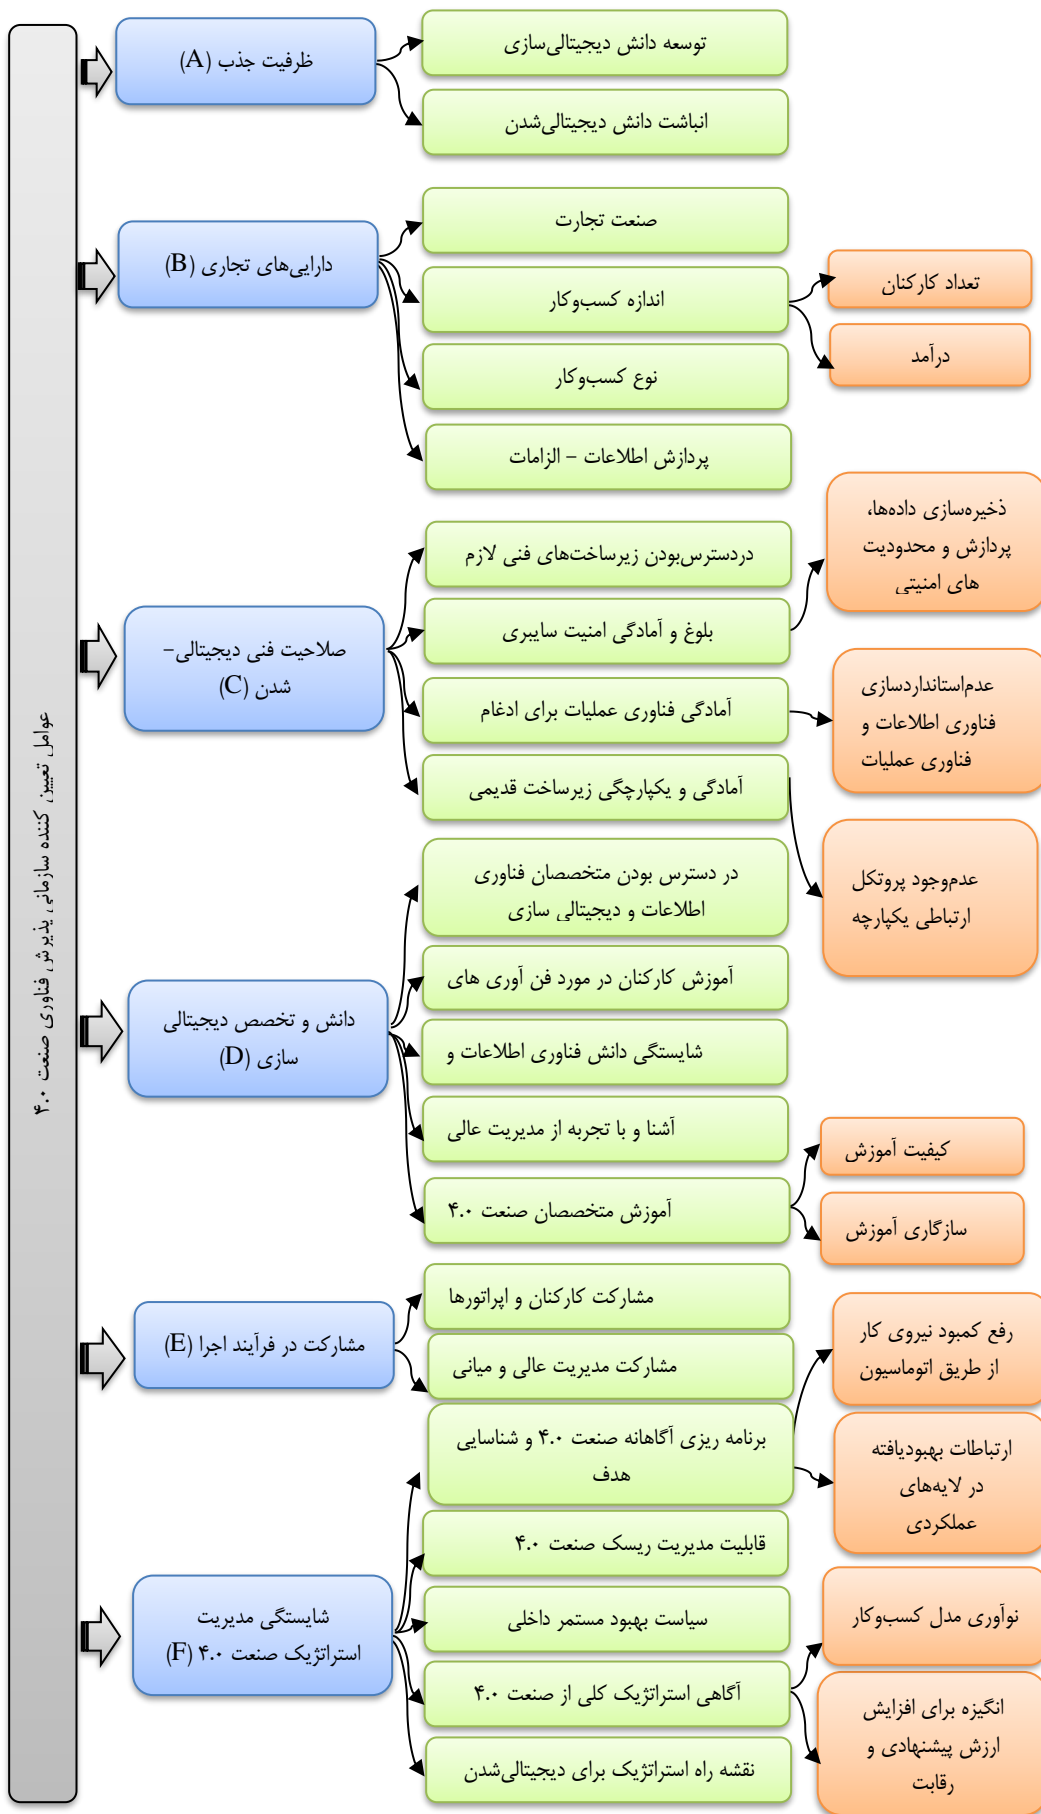 عوامل تعیین کننده سازمانی پذیرش فناوری صنعت ۴.۰
ظرفیت جذب (A)
توسعه دانش دیجیتالی‌سازی
انباشت دانش دیجیتالی‌شدن
دارایی‌های تجاری (B)
صنعت تجارت
اندازه کسب‌وکار
تعداد کارکنان
درآمد
نوع کسب‌وکار
پردازش اطلاعات – الزامات
صلاحیت فنی دیجیتالی-
شدن (C)
دردسترس‌بودن زیرساخت‌های فنی لازم
بلوغ و آمادگی امنیت سایبری
ذخیره‌سازی داده‌ها،
پردازش و محدودیت
های امنیتی
آمادگی فناوری عملیات برای ادغام
عدم‌استانداردسازی
فناوری اطلاعات و
فناوری عملیات
آمادگی و یکپارچگی زیرساخت قدیمی
عدم‌وجود پروتکل
ارتباطی یکپارچه
دانش و تخصص دیجیتالی
سازی (D)
در دسترس بودن متخصصان فناوری
اطلاعات و دیجیتالی سازی
آموزش کارکنان در مورد فن آوری های
شایستگی دانش فناوری اطلاعات و
آشنا و با تجربه از مدیریت عالی
آموزش متخصصان صنعت ۴.۰
کیفیت آموزش
سازگاری آموزش
مشارکت در فرآیند اجرا (E)
مشارکت کارکنان و اپراتورها
مشارکت مدیریت عالی و میانی
شایستگی مدیریت
استراتژیک صنعت ۴.۰ (F)
برنامه ریزی آگاهانه صنعت ۴.۰ و شناسایی
هدف
رفع کمبود نیروی کار
از طریق اتوماسیون
ارتباطات بهبودیافته
در لایه‌های
عملکردی
قابلیت مدیریت ریسک صنعت ۴.۰
سیاست بهبود مستمر داخلی
آگاهی استراتژیک کلی از صنعت ۴.۰
نوآوری مدل کسب‌وکار
انگیزه برای افزایش
ارزش پیشنهادی و
رقابت
نقشه راه استراتژیک برای دیجیتالی‌شدن